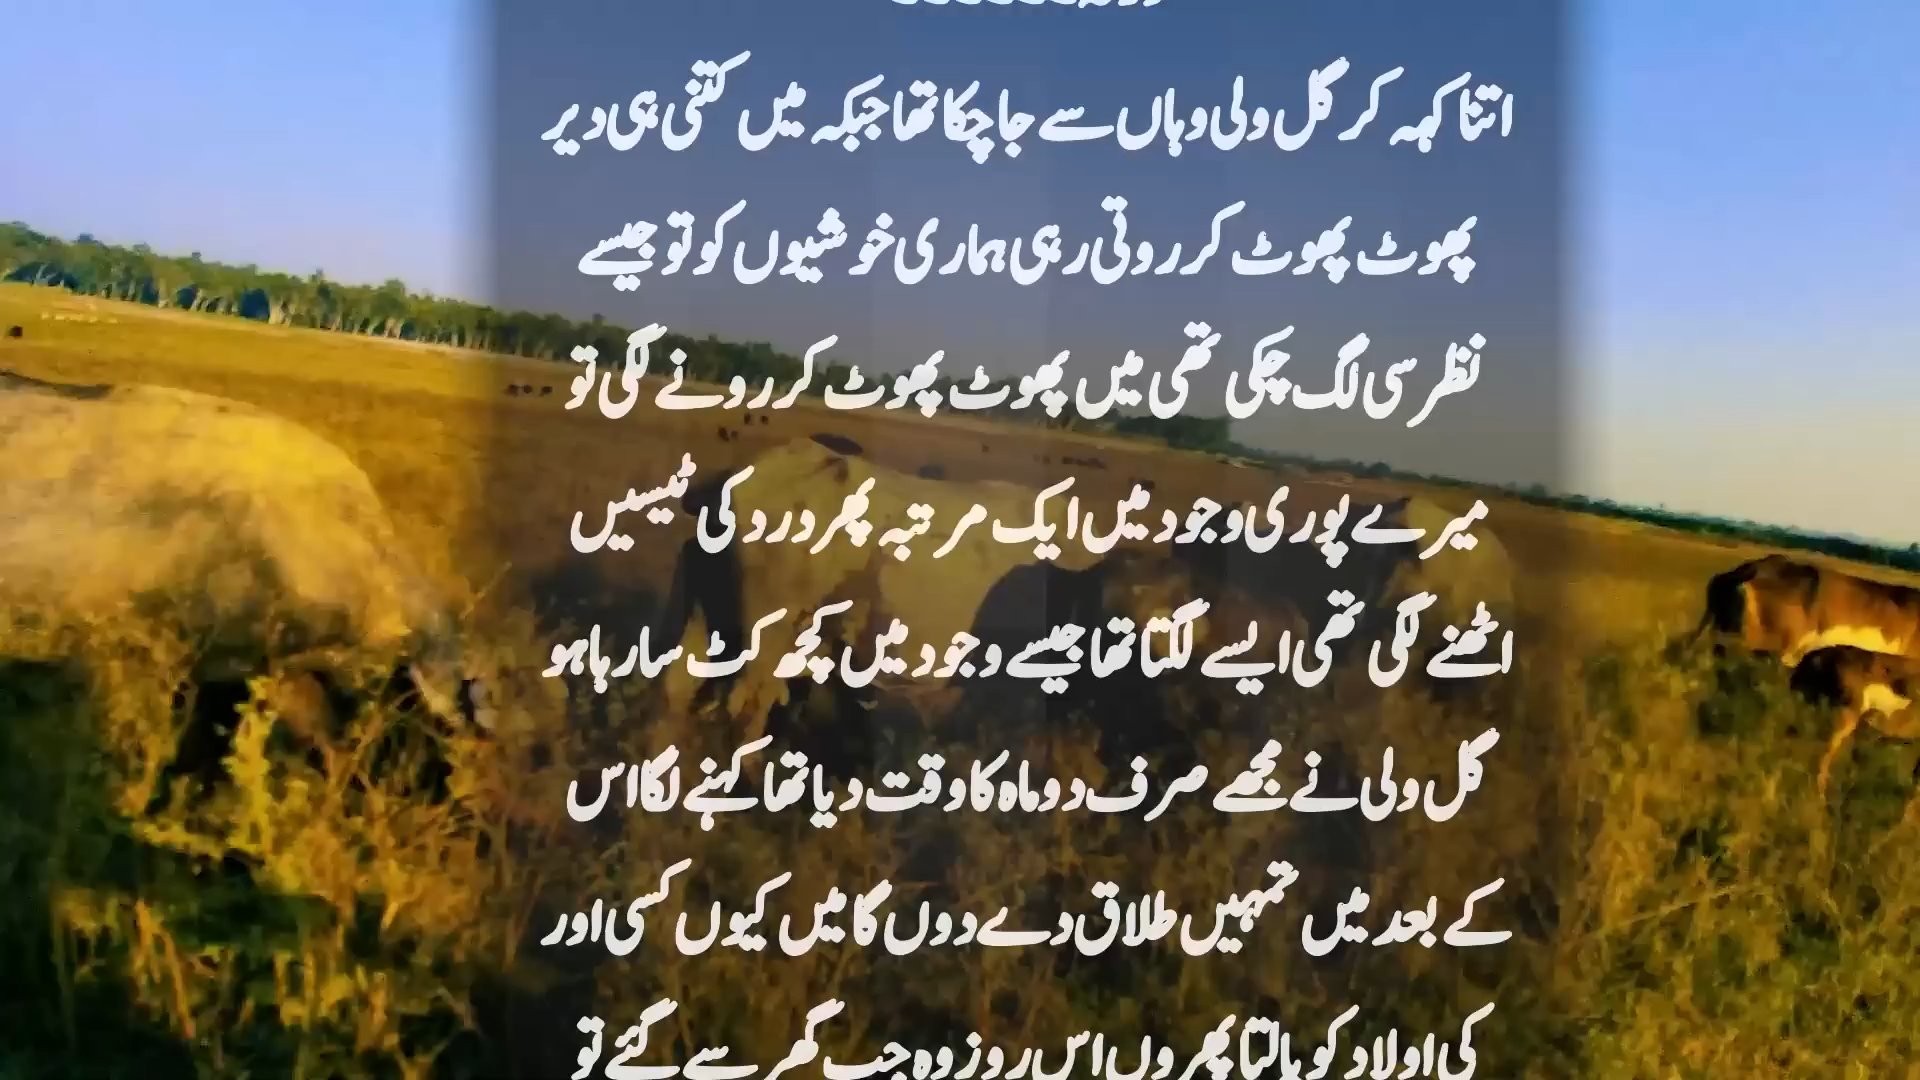 اتنا کہہ کر گل ولی وہاں سے جا چکا تھا جبکہ میں کتنی ہی دیر
پھوٹ پھوٹ کر روتی رہی ہماری خوشیوں کو تو جیسے
نظر سی لگ چکی تھی میں پھوٹ پھوٹ کر رونے لگی تو
میرے پوری وجود میں ایک مرتبہ پھر درد کی ٹیسیں
اٹھنے لگی تھی ایسے لگتا تھا جیسے وجود میں کچھ کٹ سا رہا ہو
گل ولی نے مجھے صرف دو ماہ کا وقت دیا تھا کہنے لگا اس
کے بعد میں تمہیں طلاق دے دوں گا میں کیوں کسی اور
کی اولاد کو پالتا پھروں اس روز وہ جب گھر سے گئے تو